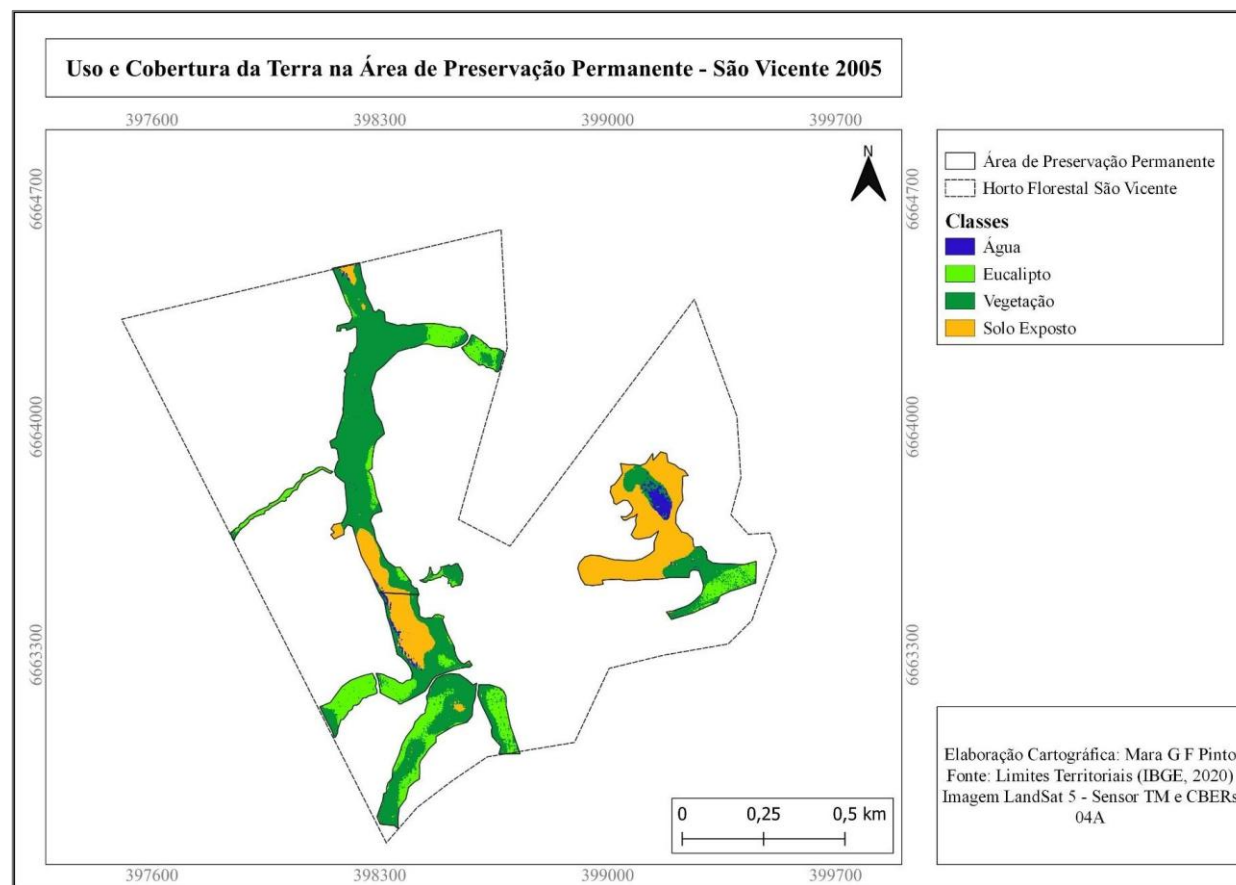 Uso e Cobertura da Terra na Área de Preservação Permanente - São Vicente 2005
397600 398300 399000 399700
6664700
6664000
6663300
N
6664700
6664000
6663300
0 0,25 0,5 km
397600 398300 399000 399700
Área de Preservação Permanente
Horto Florestal São Vicente
Classes
Água
Eucalipto
Vegetação
Solo Exposto
Elaboração Cartográfica: Mara G F Pinto
Fonte: Limites Territoriais (IBGE, 2020)
Imagem LandSat 5 - Sensor TM e CBERs
04A